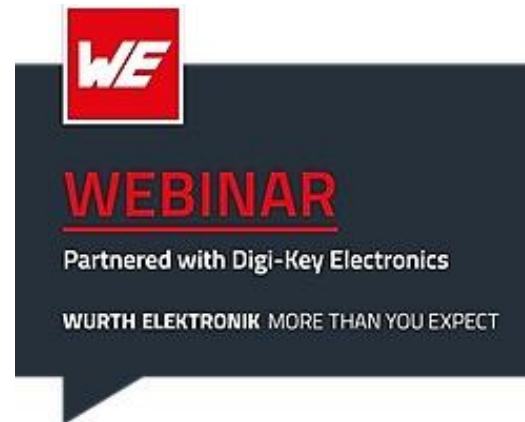 WE
WEBINAR
Partnered with Digi-Key Electronics
WURTH ELEKTRONIK MORE THAN YOU EXPECT